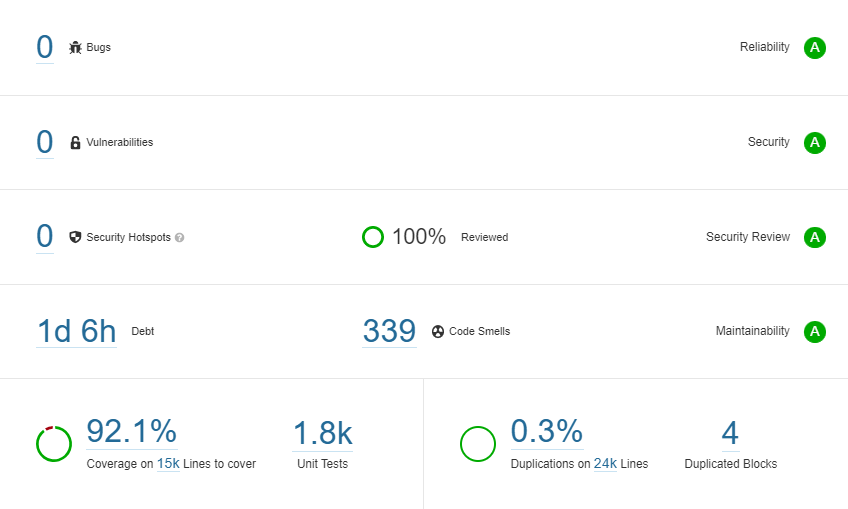 0 Bugs Reliability A
0 Vulnerabilities Security A
0 Security Hotspots ? 100% Reviewed Security Review A
1d 6h Debt 339 Code Smells Maintainability A
92.1% 1.8k 0.3% 4
Coverage on 15k Lines to cover Unit Tests Duplications on 24k Lines Duplicated Blocks